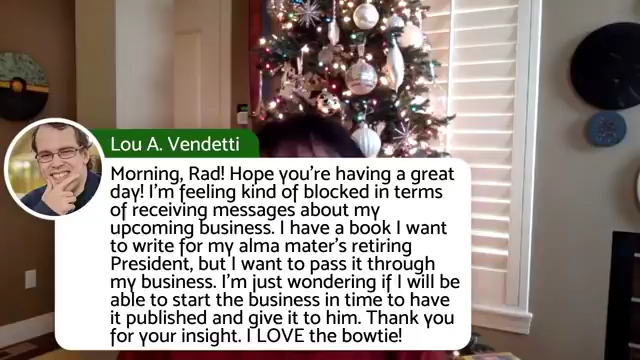 Lou A. Vendetti
Morning, Rad! Hope you're having a great
day! I'm feeling kind of blocked in terms
of receiving messages about my
upcoming business. I have a book I want
to write for my alma mater's retiring
President, but I want to pass it through
my business. I'm just wondering if I will be
able to start the business in time to have
it published and give it to him. Thank you
for your insight. I LOVE the bowtie!